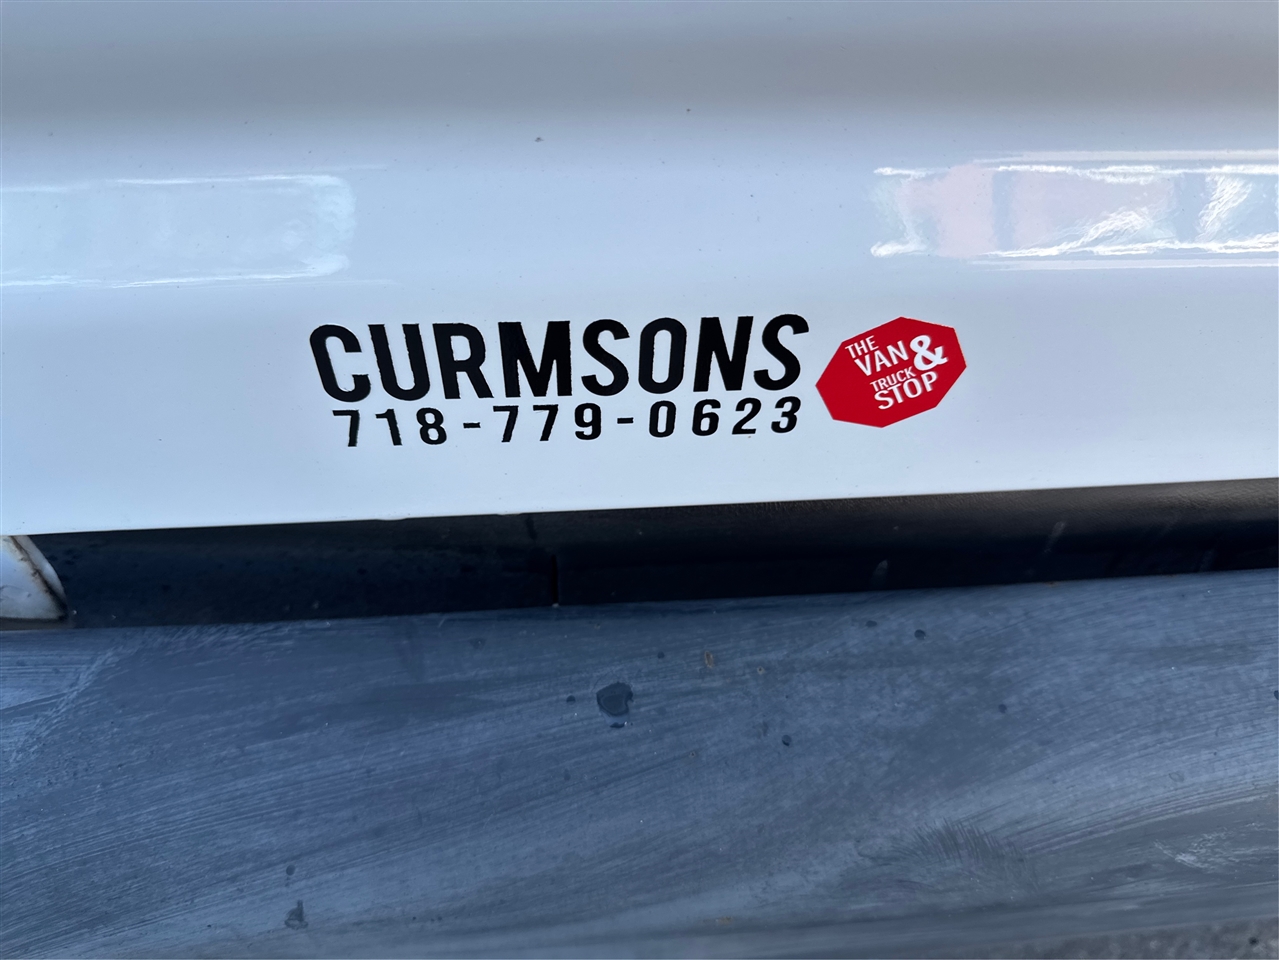 CURMSONS
718-779-0623
THE
VAN &
TRUCK
STOP